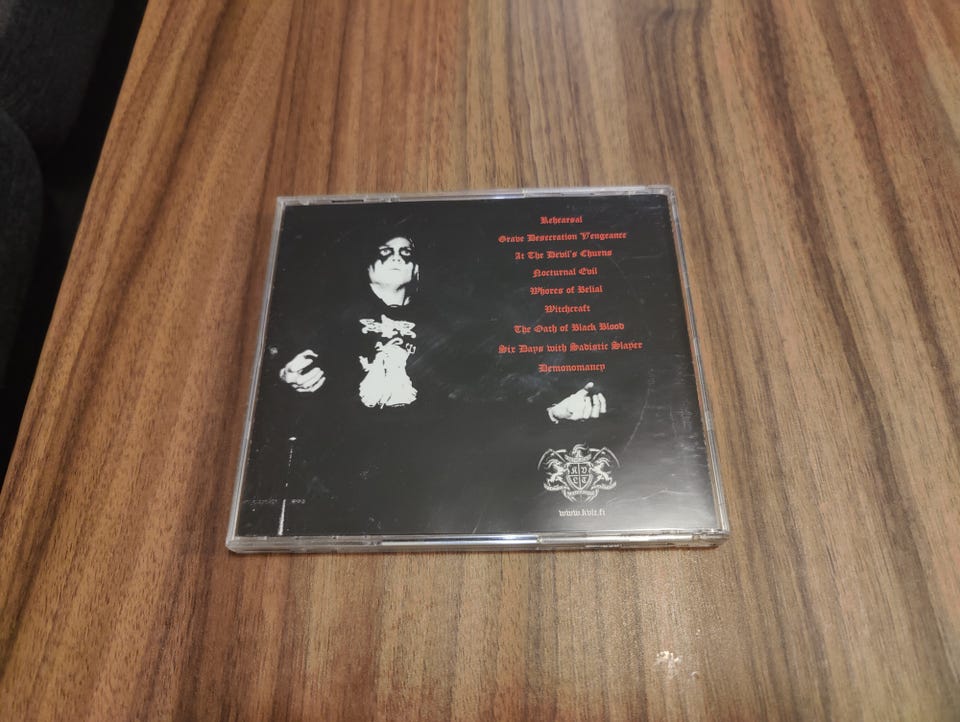 Rehearsal
Grave Desecration Vengeance
At The Devil's Churns
Nocturnal Evil
Whores of Belial
Witchcraft
The Oath of Black Blood
Six Days with Sadistic Slayer
Demonomancy
K V
L T
www.kvlt.fi